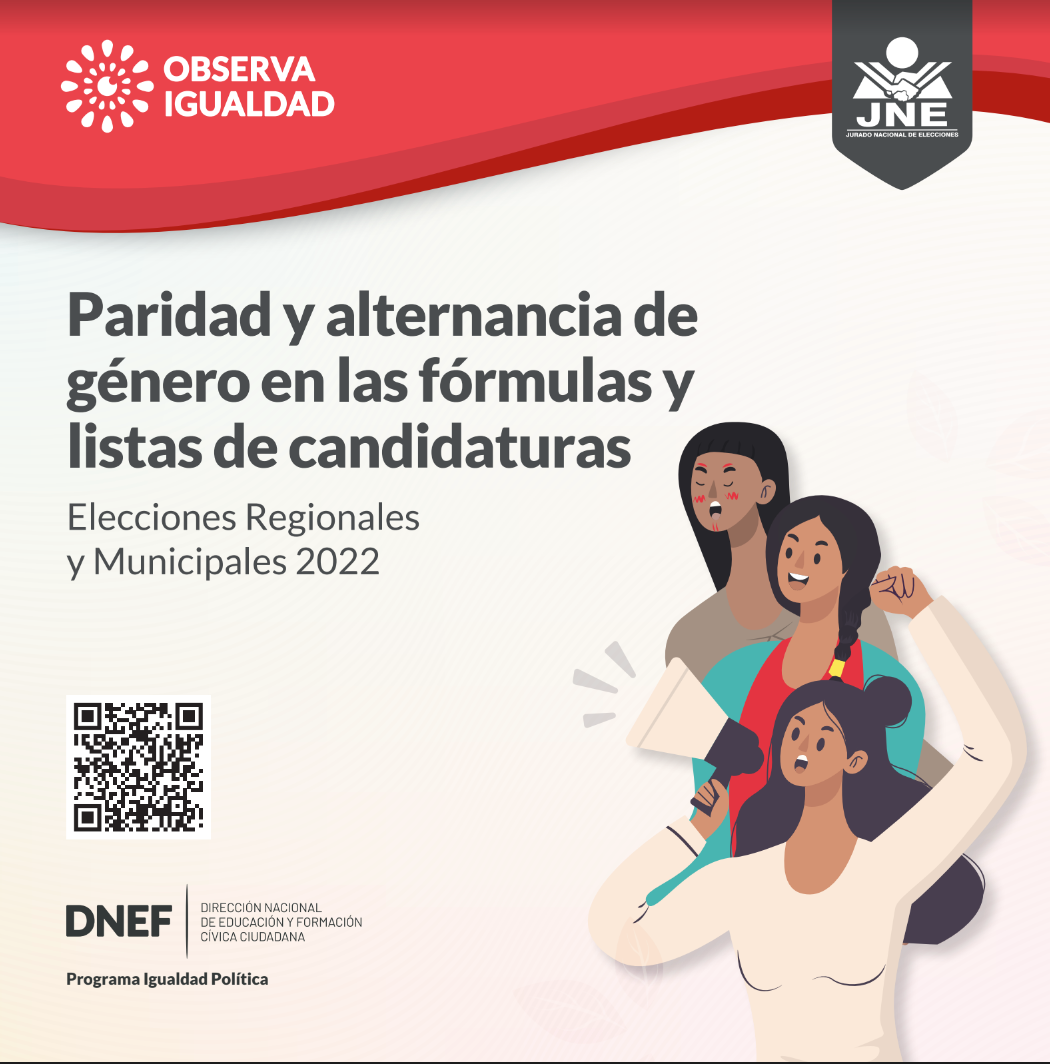 OBSERVA
IGUALDAD
JNE
JURADO NACIONAL DE ELECCIONES
Paridad y alternancia de
género en las fórmulas y
listas de candidaturas
Elecciones Regionales
y Municipales 2022
DNEF
DIRECCIÓN NACIONAL
DE EDUCACIÓN Y FORMACIÓN
CÍVICA CIUDADANA
Programa Igualdad Política